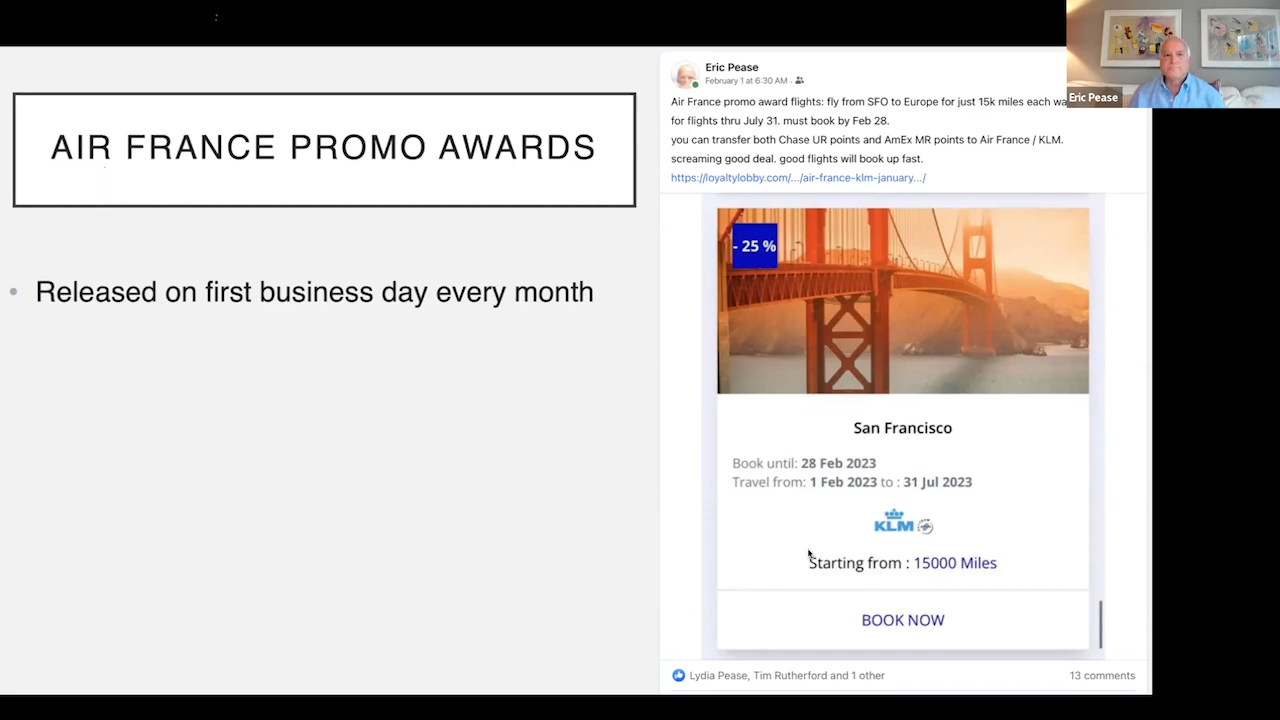 AIR FRANCE PROMO AWARDS
• Released on first business day every month
Eric Pease
February 1 at 6:30 AM ·
Air France promo award flights: fly from SFO to Europe for just 15k miles each
for flights thru July 31. must book by Feb 28.
you can transfer both Chase UR points and AmEx MR points to Air France / KLM.
screaming good deal. good flights will book up fast.
https://loyaltylobby.com/.../air-france-klm-january.../
- 25 %
San Francisco
Book until: 28 Feb 2023
Travel from: 1 Feb 2023 to : 31 Jul 2023
KLM
Starting from : 15000 Miles
BOOK NOW
Lydia Pease, Tim Rutherford and 1 other
13 comments
Eric Pease